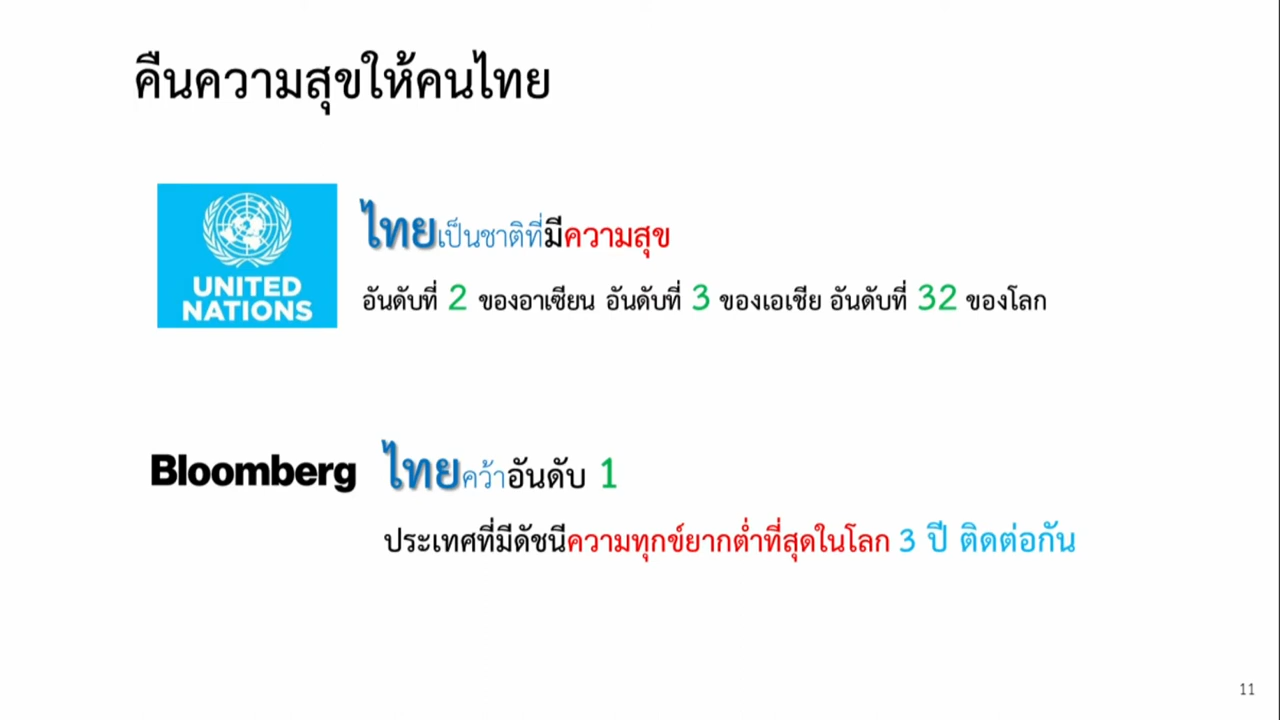 คืนความสุขให้คนไทย
UNITED
NATIONS
ไทยเป็นชาติที่มีความสุข
อันดับที่ 2 ของอาเซียน อันดับที่ 3 ของเอเชีย อันดับที่ 32 ของโลก
Bloomberg
ไทยคว้าอันดับ 1
ประเทศที่มีดัชนีความทุกข์ยากต่ำที่สุดในโลก 3 ปี ติดต่อกัน
11